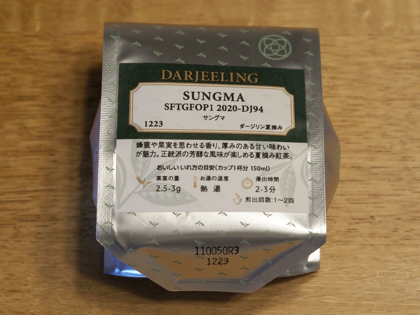 DARJEELING
SUNGMA
SFTGFOP1 2020-DJ94
サングマ
1223
ダージリン夏摘み
蜂蜜や果実を思わせる香り、厚みのある甘い味わい
が魅力。正統派の芳醇な風味が楽しめる夏摘み紅茶。
おいしいいれ方の目安(カップ1杯分 150ml)
茶葉の量
お湯の温度
湯出時間
2.5-3g
熱湯
2-3分
煎出回数:1~2回
110050R3
1223